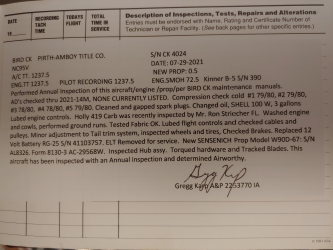 DATE
19
RECORDING
TACH
TIME
TODAYS
FLIGHT
TOTAL
TIME IN
SERVICE
Description of Inspections, Tests, Repairs and Alterations
Entries must be endorsed with Name, Rating and Certificate Number of
Technician or Repair Facility. (See back pages for other specific entries.)
BIRD CK PIRTH-AMBOY TITLE CO. S/N CK 4024
NC85V DATE: 07-29-2021
A/C TT. 1237.5 NEW PROP: 0.5
ENG.TT 1237.5 PILOT RECORDING 1237.5 ENG.SMOH 72.5 Kinner B-5 S/N 390
Performed Annual Inspection of this aircraft/engine /prop/per BIRD CK maintenance manuals.
AD's checked thru 2021-14M, NONE CURRENTLY LISTED. Compression check cold #1 79/80, #2 79/80,
#3 78/80, #4 78/80, #5 79/80. Cleaned and gapped spark plugs. Changed oil, SHELL 100 W, 3 gallons
Lubed engine controls. Holly 419 Carb was recently inspected by Mr. Ron Stricher FL. Washed engine
and cowls, performed ground runs. Tested Fabric OK. Lubed flight controls and checked cables and
pulleys. Minor adjustment to Tail trim system, inspected wheels and tires, Checked Brakes. Replaced 12
Volt Battery RG-25 S/N 41103757. ELT Removed for service. New SENSENICH Prop Model W90D-67: S/N
AL8326, Form 8130-3 AC-29568W. Inspected Hub assy. Torqued hardware and Tracked Blades. This
aircraft has been inspected with an Annual inspection and determined Airworthy.
Gregg Karp A&P 2253770 IA